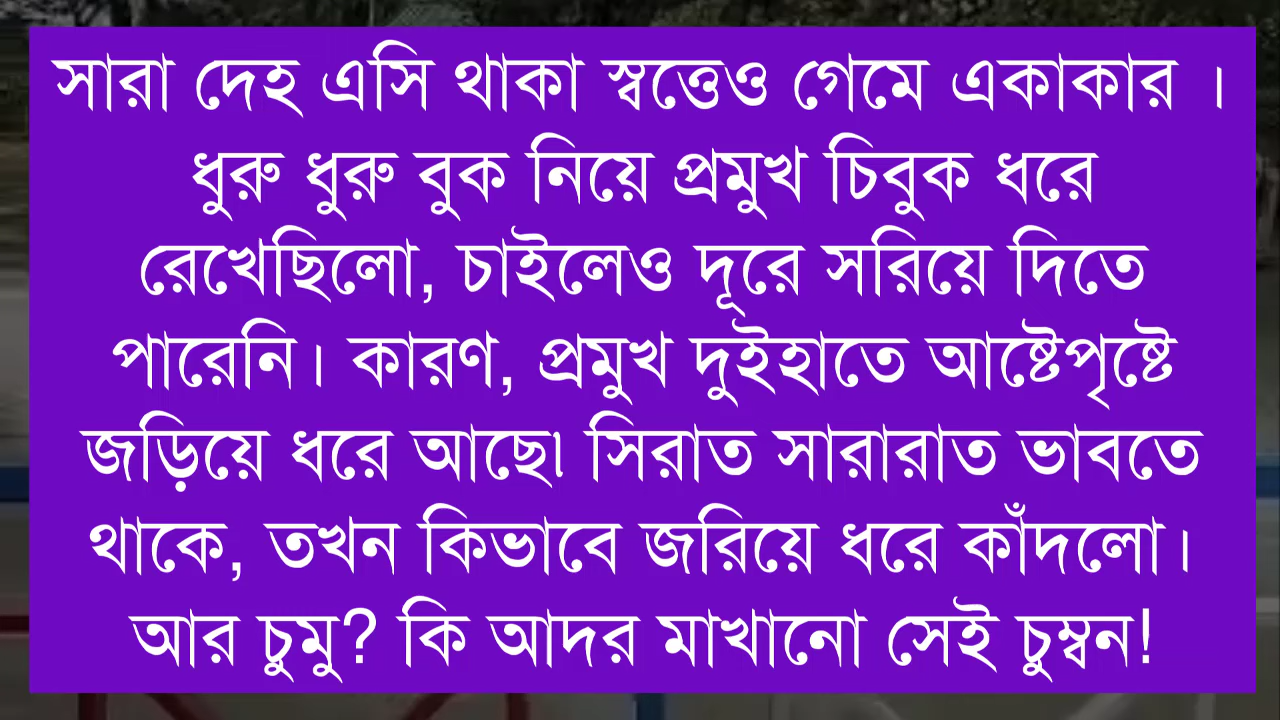 সারা দেহ এসি থাকা স্বত্তেও গেমে একাকার ।
ধুরু ধুরু বুক নিয়ে প্রমুখ চিবুক ধরে
রেখেছিলো, চাইলেও দূরে সরিয়ে দিতে
পারেনি। কারণ, প্রমুখ দুইহাতে আষ্টেপৃষ্টে
জড়িয়ে ধরে আছে৷ সিরাত সারারাত ভাবতে
থাকে, তখন কিভাবে জরিয়ে ধরে কাঁদলো।
আর চুমু? কি আদর মাখানো সেই চুম্বন!